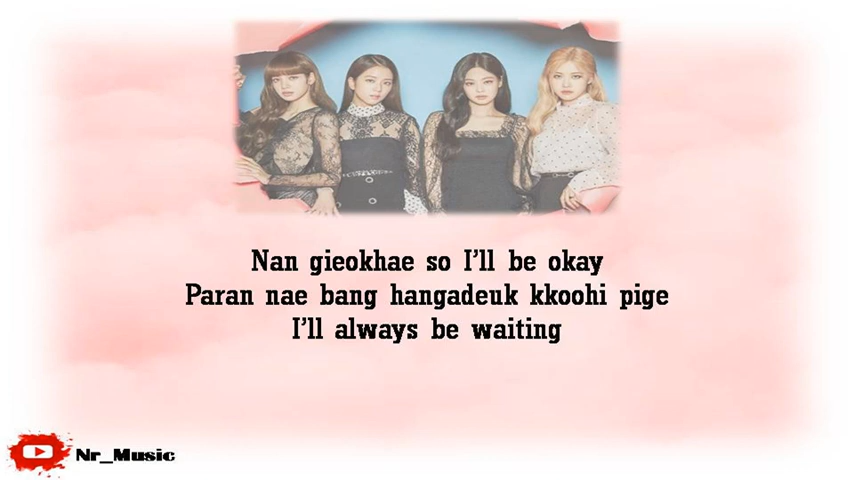 Nan gieokhae so I'll be okay
Paran nae bang hangadeuk kkoohi pige
I'll always be waiting
Nr_Music